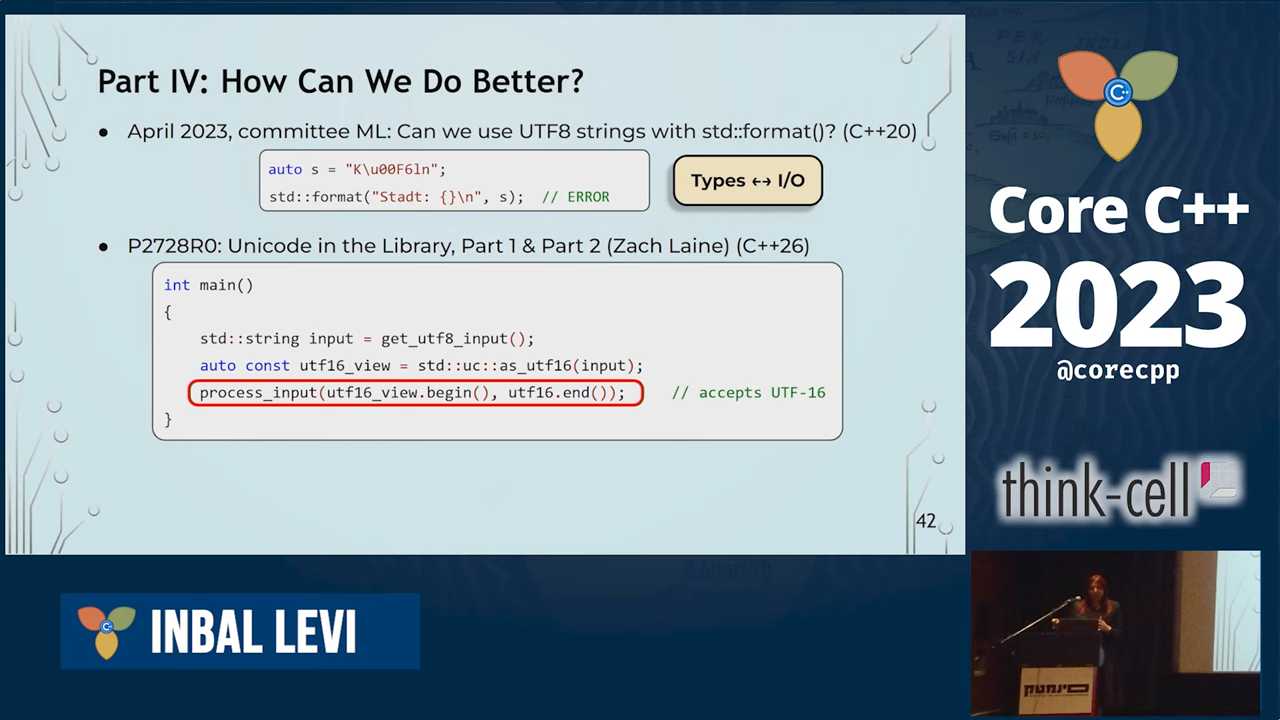 Part IV: How Can We Do Better?
● April 2023, committee ML: Can we use UTF8 strings with std::format()? (C++20)
auto s = "K\u00F6ln";
std::format("Stadt: {}\n", s);  // ERROR
Types ↔ I/O
● P2728R0: Unicode in the Library, Part 1 & Part 2 (Zach Laine) (C++26)
int main()
{
    std::string input = get_utf8_input();
    auto const utf16_view = std::uc::as_utf16(input);
    process_input(utf16_view.begin(), utf16.end());   // accepts UTF-16
}
42
C++
Core C++
2023
@corecpp
think-cell
INBAL LEVI
סינמטק